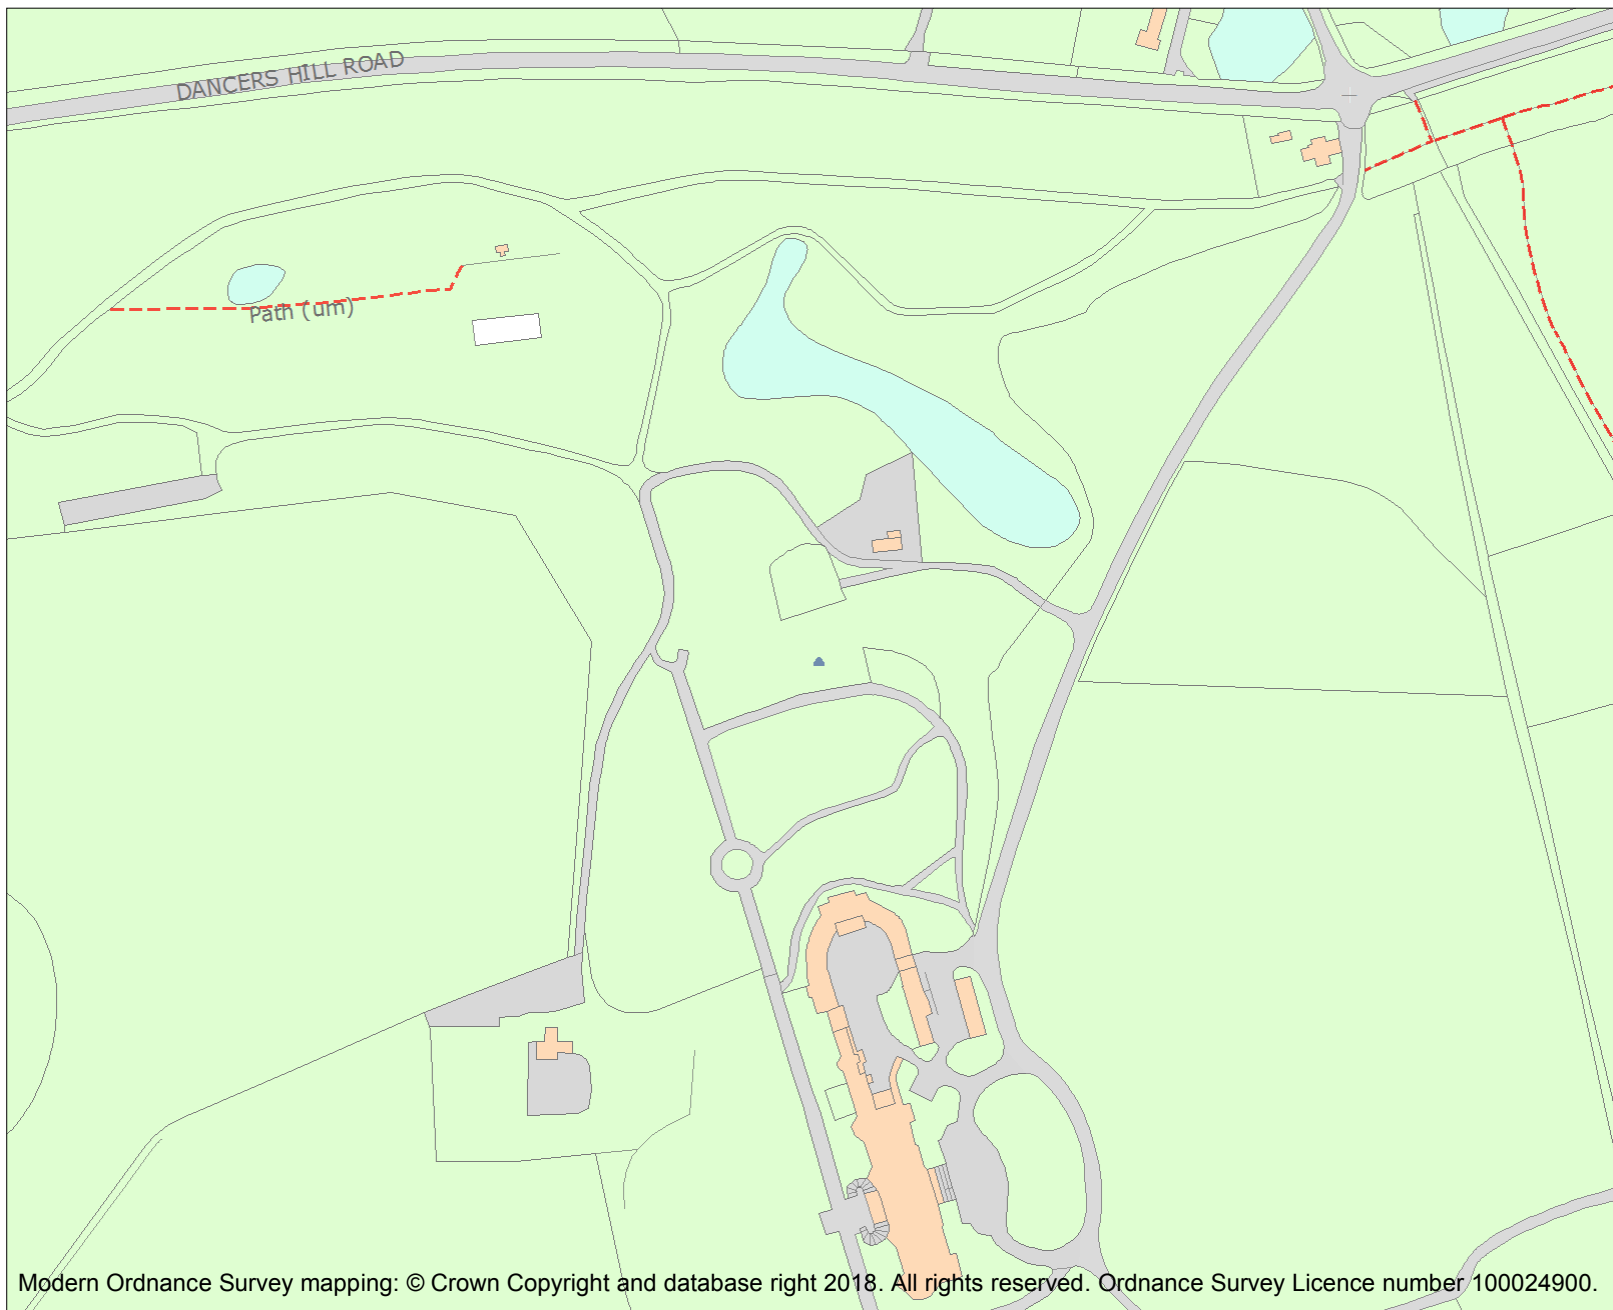 DANCERS HILL ROAD
Path (um)
Modern Ordnance Survey mapping: © Crown Copyright and database right 2018. All rights reserved. Ordnance Survey Licence number 100024900.